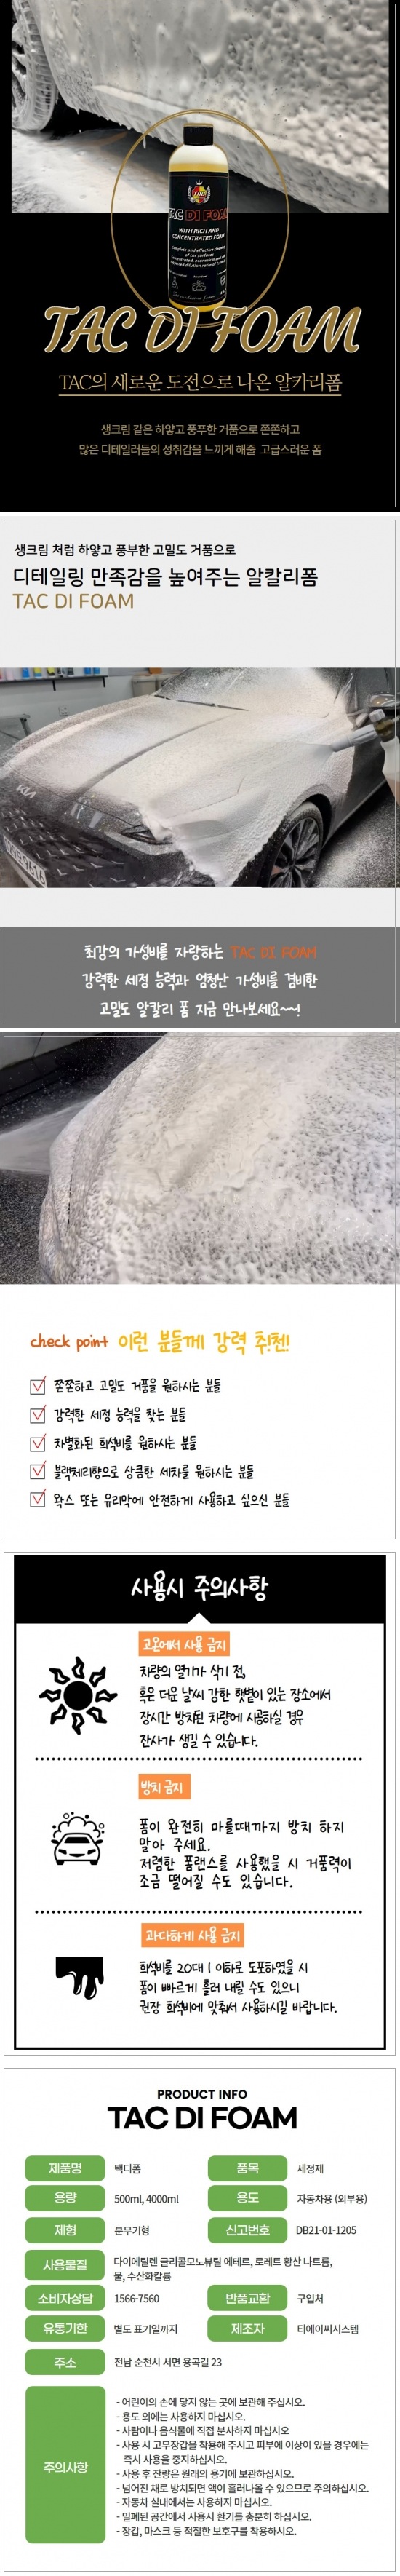 TAC DI FOAM
WITH RICH AND
CONCENTRATED FOAM
TAC DI FOAM
TAC의 새로운 도전으로 나온 알카리폼
생크림 같은 하얗고 풍푸한 거품으로 쫀쫀하고
많은 디테일러들의 성취감을 느끼게 해줄 고급스러운 폼
생크림 처럼 하얗고 풍부한 고밀도 거품으로
디테일링 만족감을 높여주는 알칼리폼
TAC DI FOAM
최강의 가성비를 자랑하는 TAC DI FOAM
강력한 세정 능력과 엄청난 가성비를 겸비한
고밀도 알칼리 폼 지금 만나보세요~~!
check point 이런 분들께 강력 추천!
쫀쫀하고 고밀도 거품을 원하시는 분들
강력한 세정 능력을 찾는 분들
차별화된 희석비를 원하시는 분들
블랙체리향으로 상큼한 세차를 원하시는 분들
왁스 또는 유리막에 안전하게 사용하고 싶으신 분들
사용시 주의사항
고온에서 사용 금지
차량의 열기가 식기 전,
혹은 더운 날씨 강한 햇볕이 있는 장소에서
장시간 방치된 차량에 시공하실 경우
잔사가 생길 수 있습니다.
방치 금지
폼이 완전히 마를때까지 방치 하지
말아 주세요.
저렴한 폼랜스를 사용했을 시 거품력이
조금 떨어질 수도 있습니다.
과다하게 사용 금지
희석비를 20대 1 이하로 도포하였을 시
폼이 빠르게 흘러 내릴 수도 있으니
권장 희석비에 맞춰서 사용하시길 바랍니다.
PRODUCT INFO
TAC DI FOAM
제품명 택디폼 품목 세정제
용량 500ml, 4000ml 용도 자동차용 (외부용)
제형 분무기형 신고번호 DB21-01-1205
사용물질 다이에틸렌 글리콜모노뷰틸 에테르, 로레트 황산 나트륨,
물, 수산화칼륨
소비자상담 1566-7560 반품교환 구입처
유통기한 별도 표기일까지 제조자 티에이씨시스템
주소 전남 순천시 서면 용곡길 23
주의사항
- 어린이의 손에 닿지 않는 곳에 보관해 주십시오.
- 용도 외에는 사용하지 마십시오.
- 사람이나 음식물에 직접 분사하지 마십시오
- 사용 시 고무장갑을 착용해 주시고 피부에 이상이 있을 경우에는
즉시 사용을 중지하십시오.
- 사용 후 잔량은 원래의 용기에 보관하십시오.
- 넘어진 채로 방치되면 액이 흘러나올 수 있으므로 주의하십시오.
- 자동차 실내에서는 사용하지 마십시오.
- 밀폐된 공간에서 사용시 환기를 충분히 하십시오.
- 장갑, 마스크 등 적절한 보호구를 착용하시오.